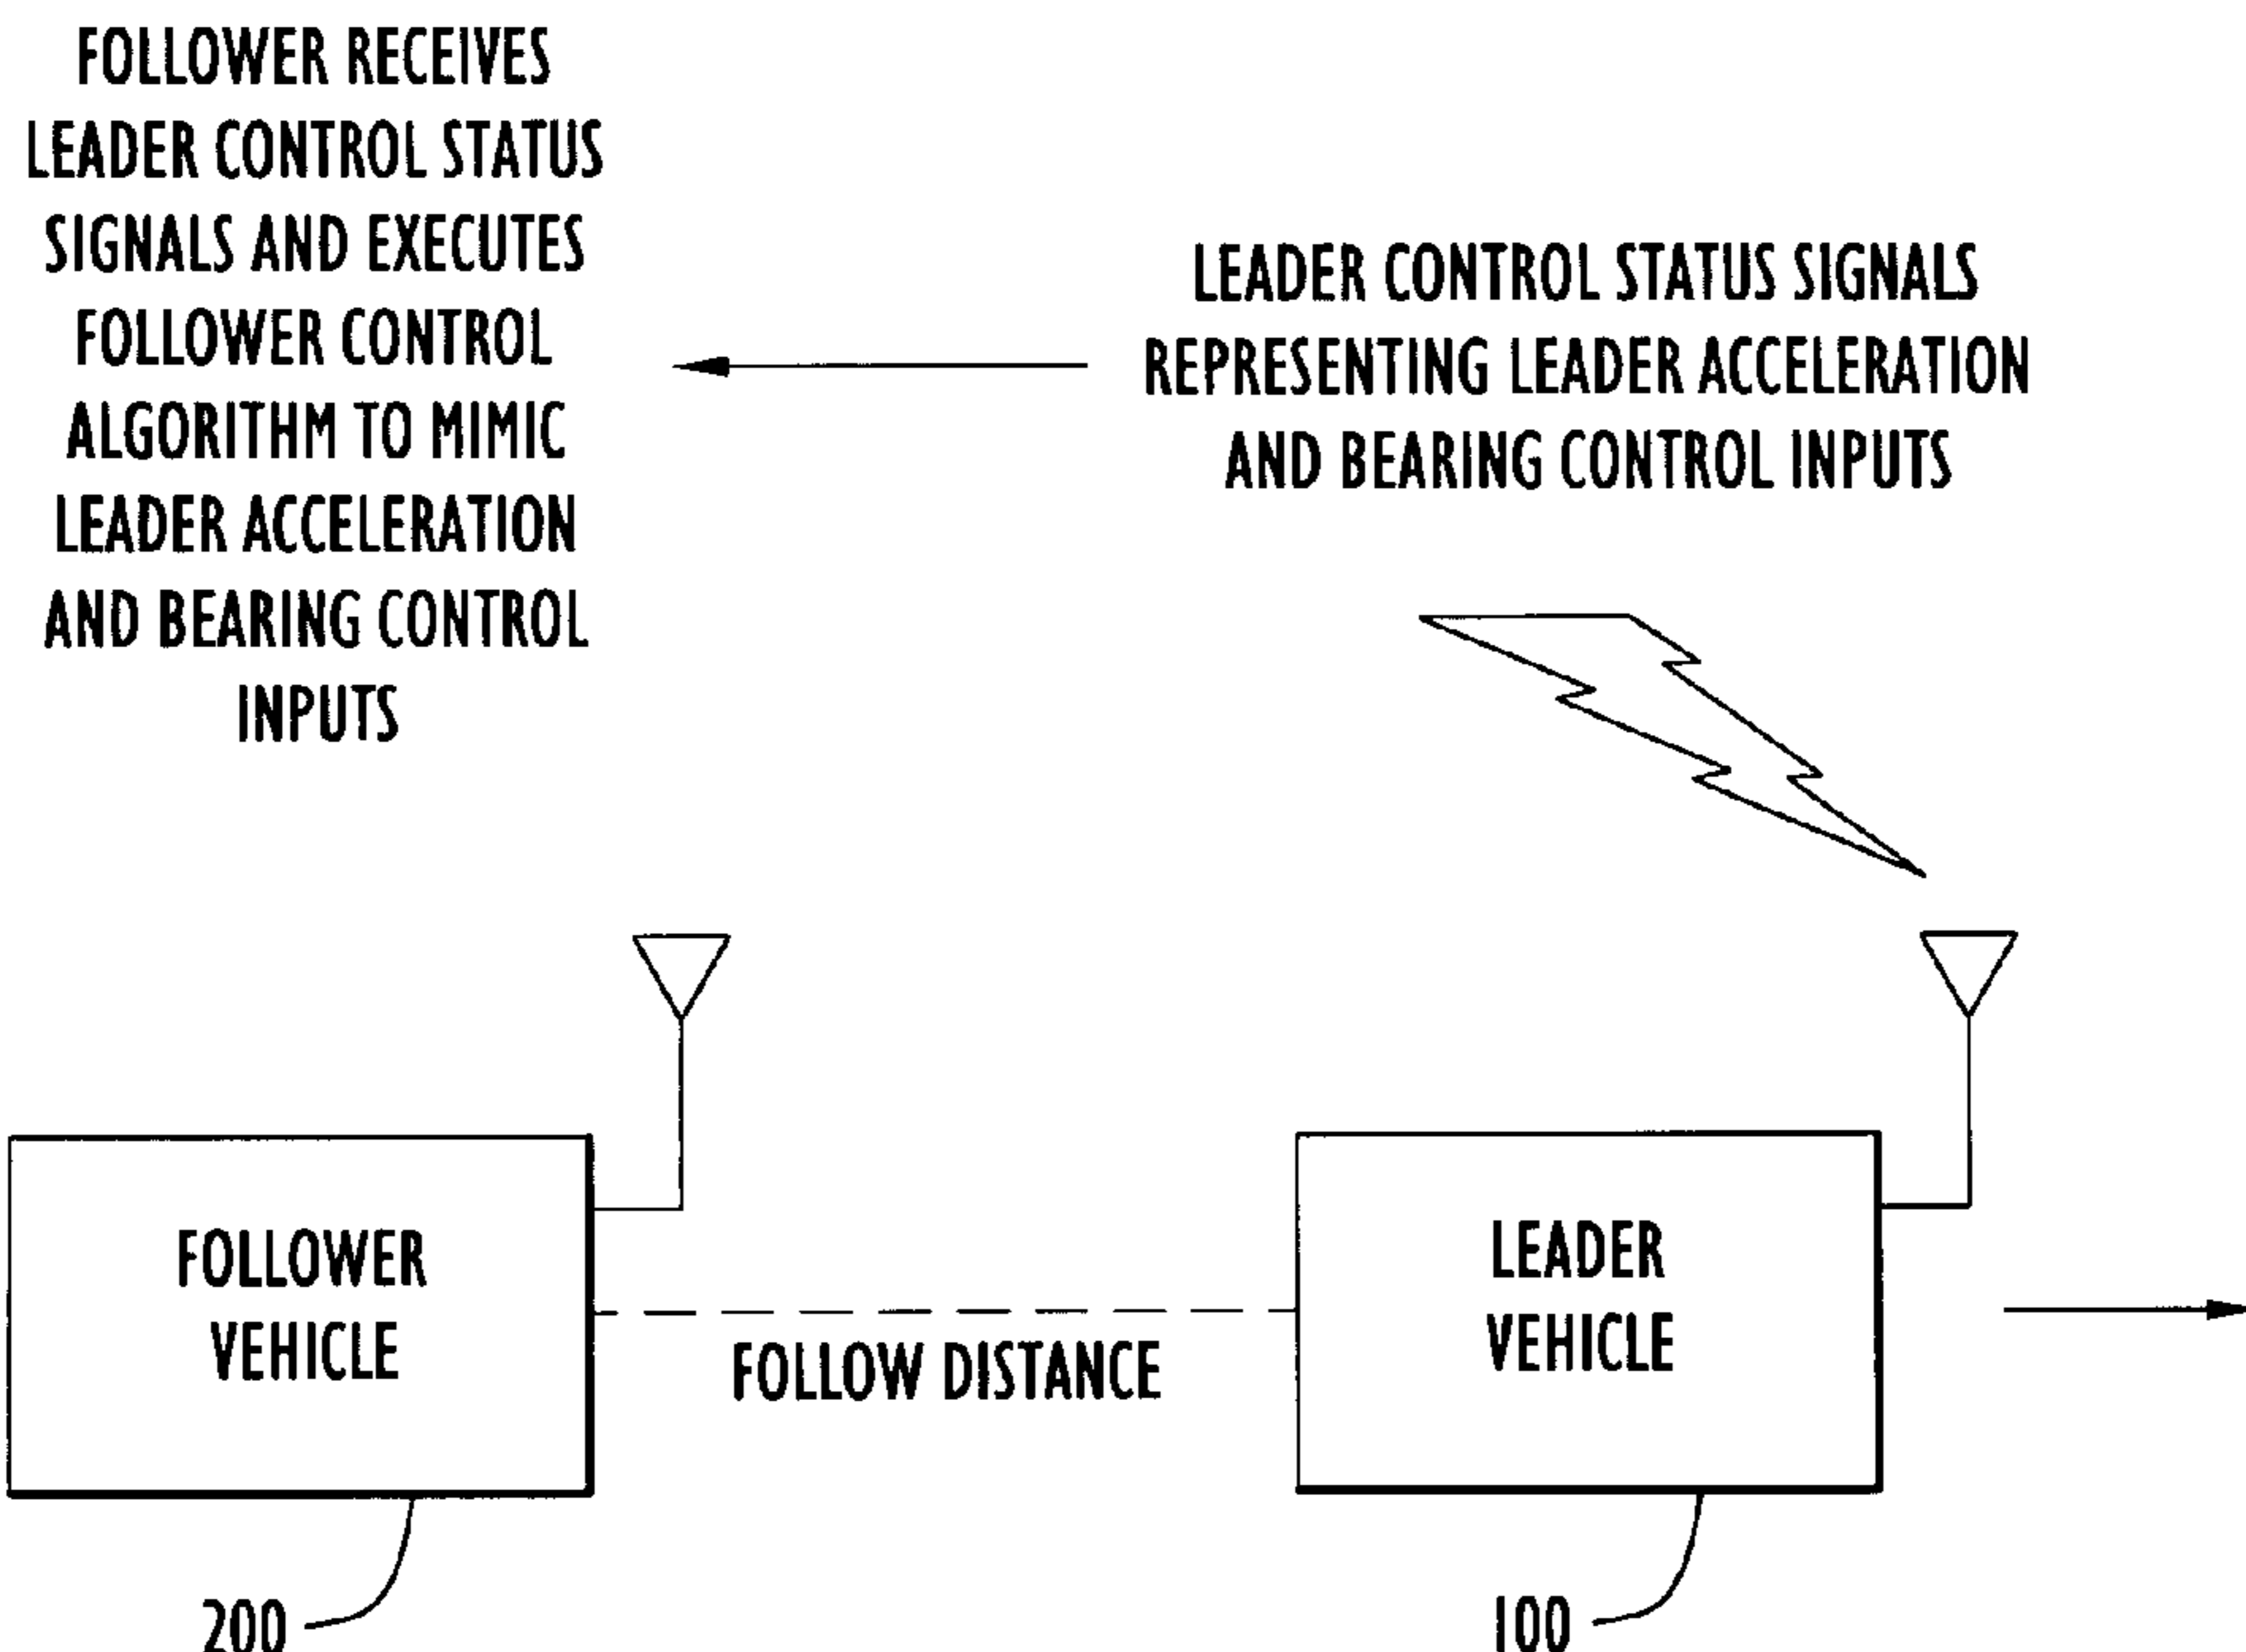 FOLLOWER RECEIVES
LEADER CONTROL STATUS
SIGNALS AND EXECUTES
FOLLOWER CONTROL
ALGORITHM TO MIMIC
LEADER ACCELERATION
AND BEARING CONTROL
INPUTS
LEADER CONTROL STATUS SIGNALS
REPRESENTING LEADER ACCELERATION
AND BEARING CONTROL INPUTS
FOLLOWER
VEHICLE
FOLLOW DISTANCE
LEADER
VEHICLE
200
100